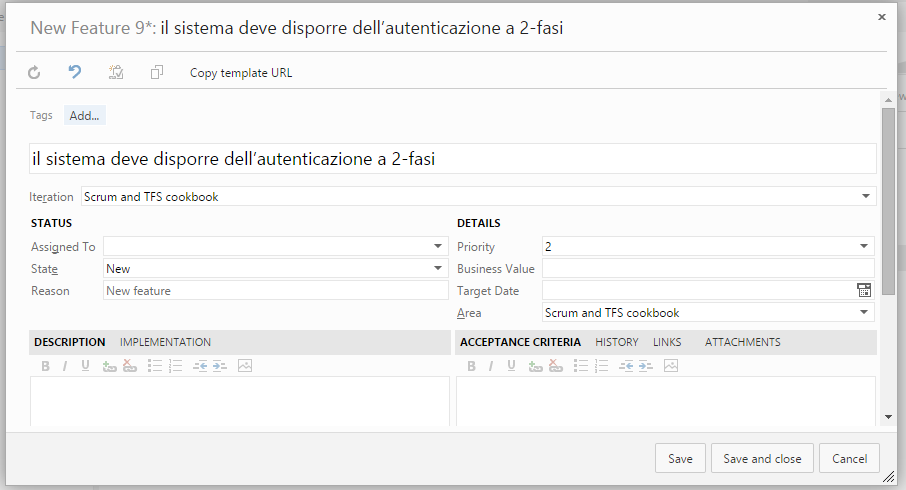 New Feature 9*: il sistema deve disporre dell'autenticazione a 2-fasi
Copy template URL
Tags Add...
il sistema deve disporre dell'autenticazione a 2-fasi
Iteration Scrum and TFS cookbook
STATUS
Assigned To
State New
Reason New feature
DETAILS
Priority 2
Business Value
Target Date
Area Scrum and TFS cookbook
DESCRIPTION IMPLEMENTATION
B I U
ACCEPTANCE CRITERIA HISTORY LINKS ATTACHMENTS
B I U
Save Save and close Cancel